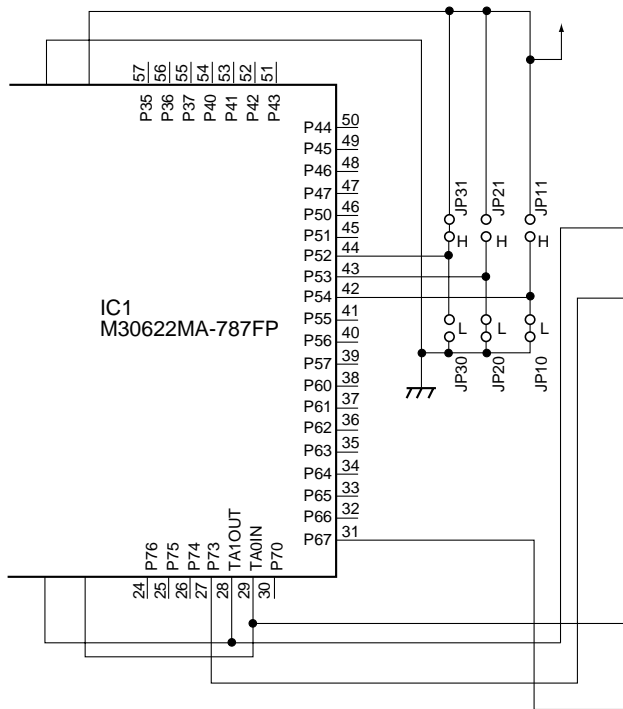 57
56
55
54
53
52
51
P35
P36
P37
P40
P41
P42
P43
P44 50
P45 49
P46 48
P47 47
P50 46
P51 45
P52 44
P53 43
P54 42
P55 41
P56 40
P57 39
P60 38
P61 37
P62 36
P63 35
P64 34
P65 33
P66 32
P67 31
JP31
JP21
JP11
H
H
H
L
L
L
JP30
JP20
JP10
IC1
M30622MA-787FP
P76
P75
P74
P73
TA1OUT
TA0IN
P70
24
25
26
27
28
29
30